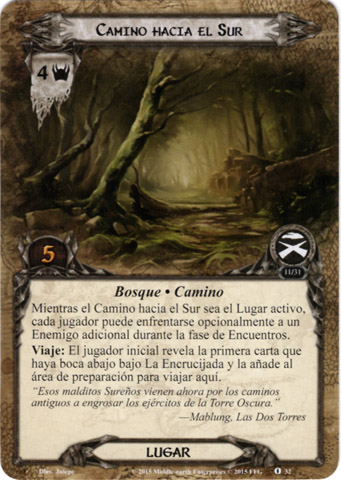 Camino hacia el Sur
4
5
11/31
Bosque • Camino
Mientras el Camino hacia el Sur sea el Lugar activo,
cada jugador puede enfrentarse opcionalmente a un
Enemigo adicional durante la fase de Encuentros.
Viaje: El jugador inicial revela la primera carta que
haya boca abajo bajo La Encrucijada y la añade al
área de preparación para viajar aquí.
“Esos malditos Sureños vienen ahora por los caminos
antiguos a engrosar los ejércitos de la Torre Oscura.”
—Mablung, Las Dos Torres
LUGAR
© 2015 Middle-earth Enterprises © 2015 FFG
32